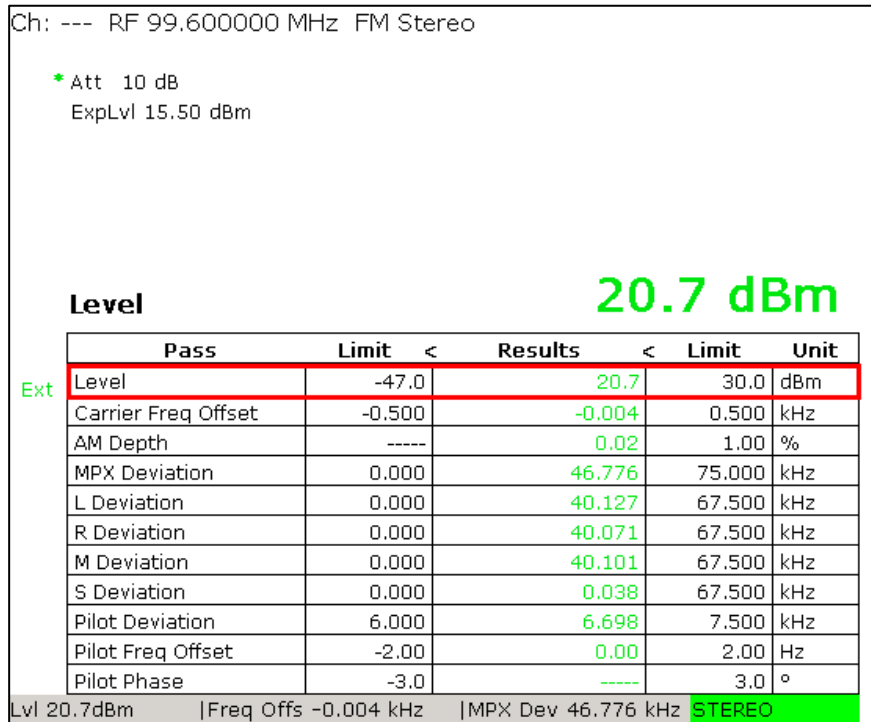 Ch: --- RF 99.600000 MHz FM Stereo
* Att 10 dB
ExpLvl 15.50 dBm
Level 20.7 dBm
Pass Limit < Results < Limit Unit
Ext Level -47.0 20.7 30.0 dBm
Carrier Freq Offset -0.500 -0.004 0.500 kHz
AM Depth ----- 0.02 1.00 %
MPX Deviation 0.000 46.776 75.000 kHz
L Deviation 0.000 40.127 67.500 kHz
R Deviation 0.000 40.071 67.500 kHz
M Deviation 0.000 40.101 67.500 kHz
S Deviation 0.000 0.038 67.500 kHz
Pilot Deviation 6.000 6.698 7.500 kHz
Pilot Freq Offset -2.00 0.00 2.00 Hz
Pilot Phase -3.0 ----- 3.0 °
Lvl 20.7dBm |Freq Offs -0.004 kHz |MPX Dev 46.776 kHz STEREO